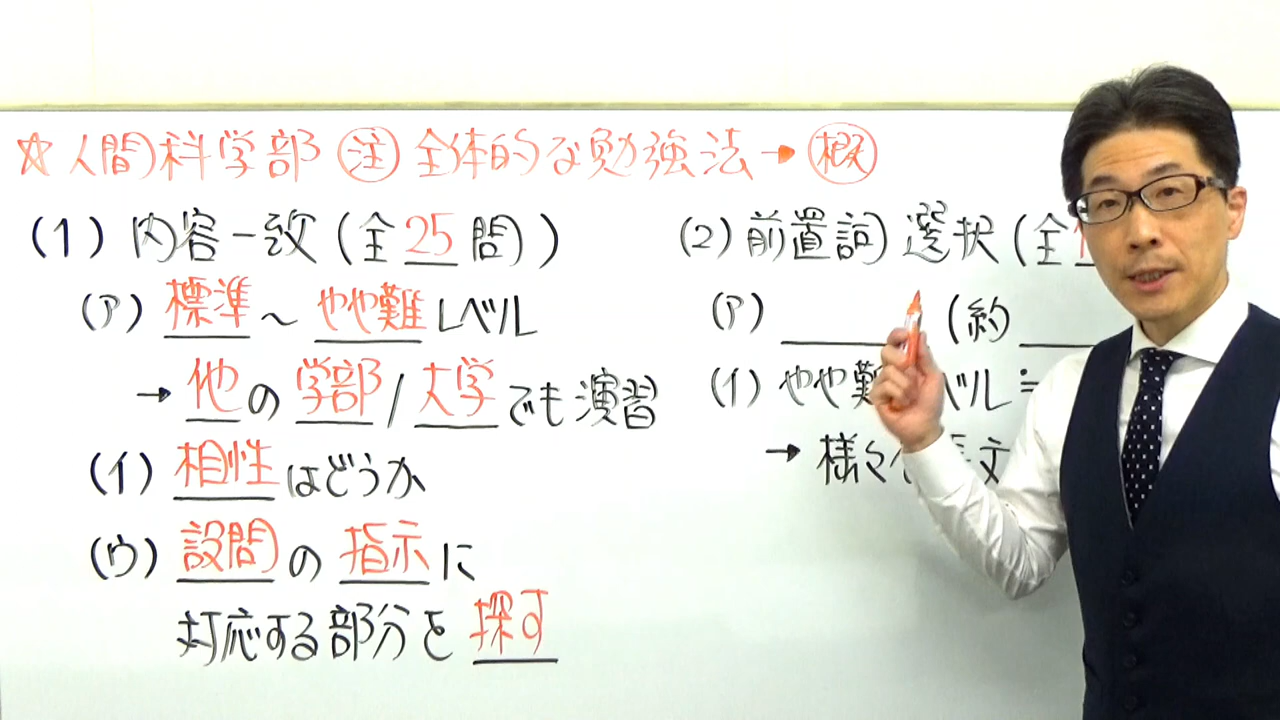 ☆人間科学部 注 全体的な勉強法→概
(1) 内容一致(全25問)
(ア) 標準～やや難レベル
→他の学部/大学でも演習
(イ) 相性はどうか
(ウ) 設問の指示に
対応する部分を探す
(2) 前置詞選択(全
(ア) (約
(イ) やや難 ベル≒
→様々な 文